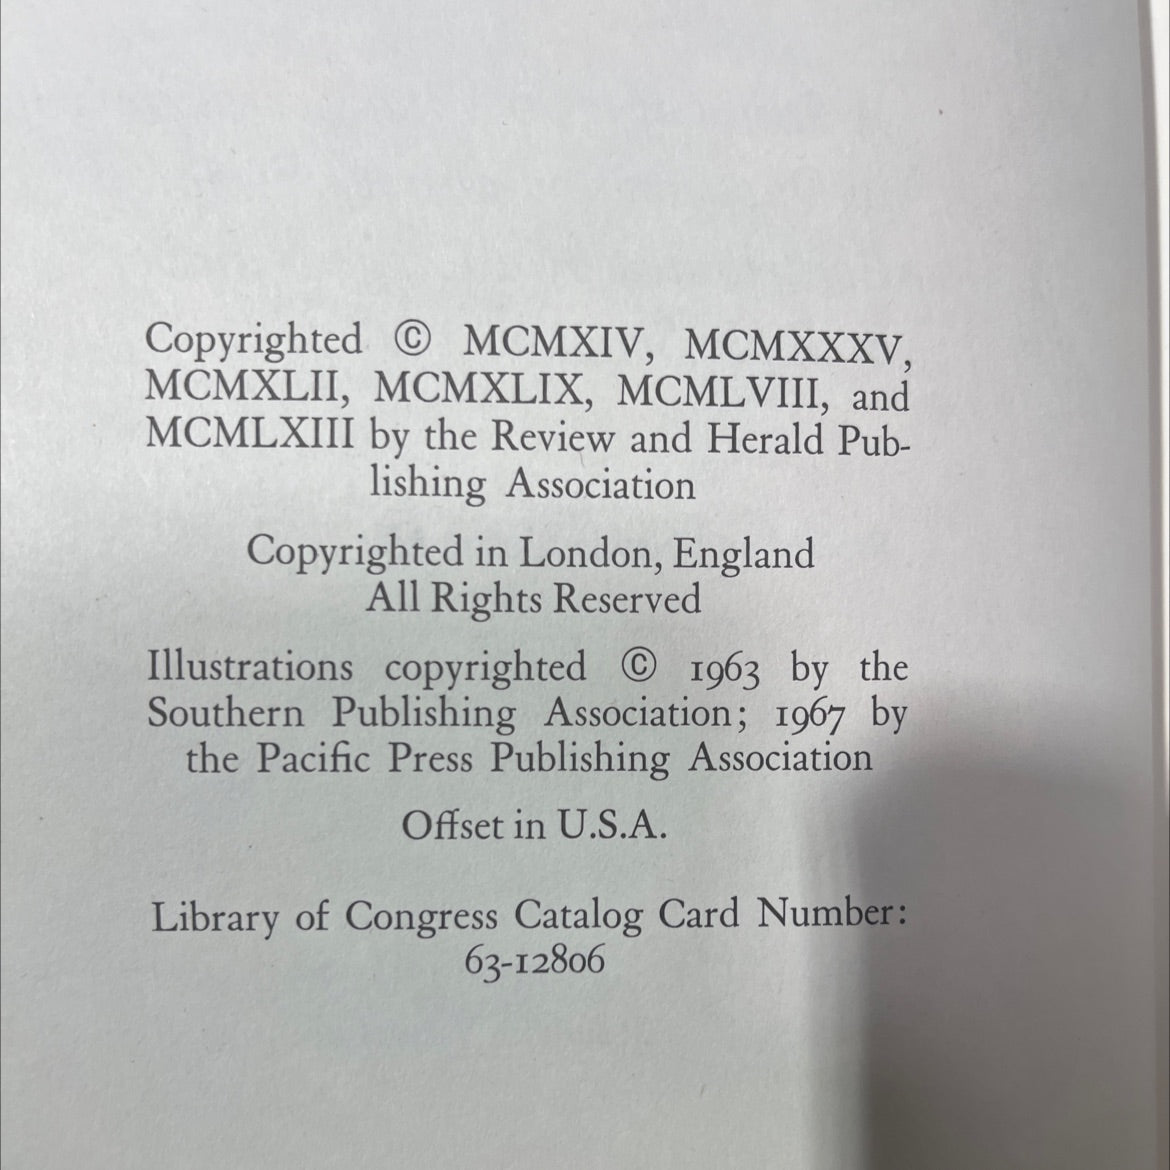 Copyrighted © MCMXIV, MCMXXXV,
MCMXLII, MCMXLIX, MCMLVIII, and
MCMLXIII by the Review and Herald Pub-
lishing Association
Copyrighted in London, England
All Rights Reserved
Illustrations copyrighted © 1963 by the
Southern Publishing Association; 1967 by
the Pacific Press Publishing Association
Offset in U.S.A.
Library of Congress Catalog Card Number:
63-12806